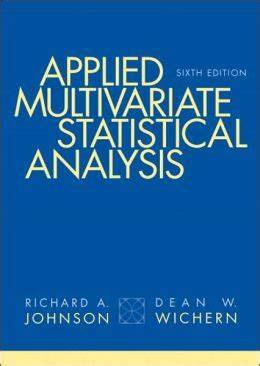 APPLIED
SIXTH EDITION
MULTIVARIATE
STATISTICAL
ANALYSIS
RICHARD A.
JOHNSON
DEAN W.
WICHERN